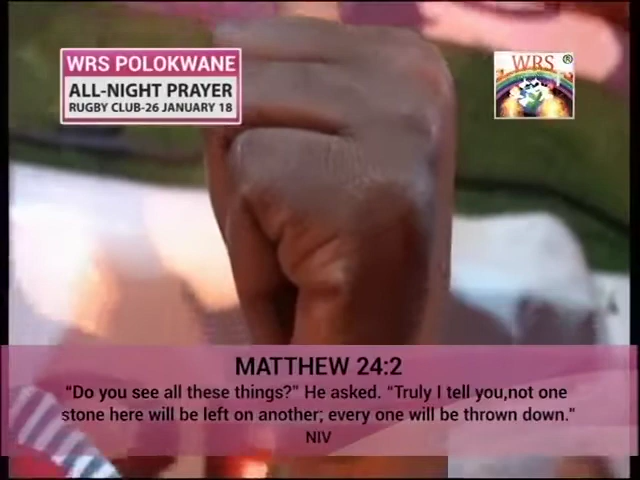 WRS POLOKWANE
ALL-NIGHT PRAYER
RUGBY CLUB-26 JANUARY 18
WRS ®
MATTHEW 24:2
“Do you see all these things?” He asked. “Truly I tell you,not one
stone here will be left on another; every one will be thrown down.”
NIV